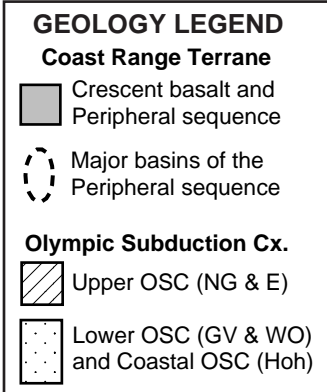 GEOLOGY LEGEND
Coast Range Terrane
Crescent basalt and
Peripheral sequence
Major basins of the
Peripheral sequence
Olympic Subduction Cx.
Upper OSC (NG & E)
Lower OSC (GV & WO)
and Coastal OSC (Hoh)